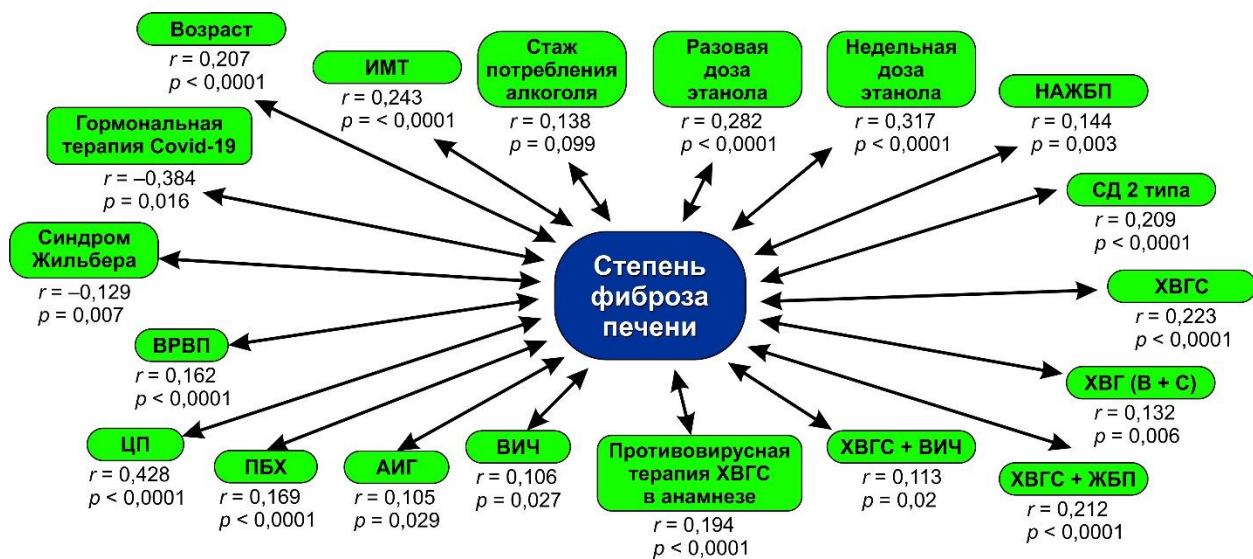 Возраст
r = 0,207
p < 0,0001
ИМТ
r = 0,243
p = < 0,0001
Стаж
потребления
алкоголя
r = 0,138
p = 0,099
Разовая
доза
этанола
r = 0,282
p < 0,0001
Недельная
доза
этанола
r = 0,317
p < 0,0001
НАЖБП
r = 0,144
p = 0,003
Гормональная
терапия Covid-19
r = –0,384
p = 0,016
СД 2 типа
r = 0,209
p < 0,0001
Синдром
Жильбера
r = –0,129
p = 0,007
Степень
фиброза
печени
ХВГС
r = 0,223
p < 0,0001
ВРВП
r = 0,162
p < 0,0001
ХВГ (В + С)
r = 0,132
p = 0,006
ЦП
r = 0,428
p < 0,0001
ПБХ
r = 0,169
p < 0,0001
АИГ
r = 0,105
p = 0,029
ВИЧ
r = 0,106
p = 0,027
Противовирусная
терапия ХВГС
в анамнезе
r = 0,194
p < 0,0001
ХВГС + ВИЧ
r = 0,113
p = 0,02
ХВГС + ЖБП
r = 0,212
p < 0,0001